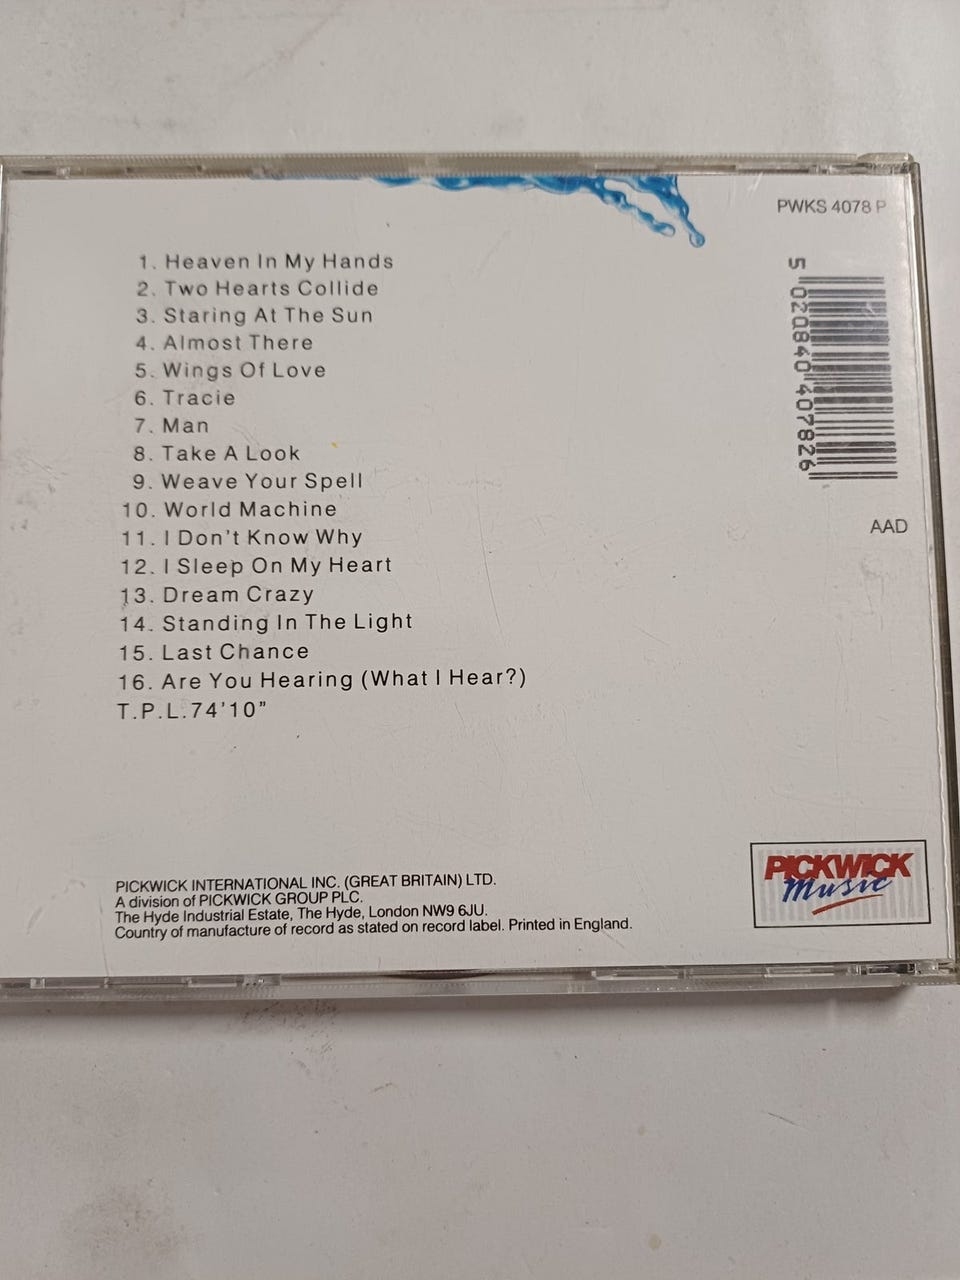 PWKS 4078 P
5 020840 407826
AAD
1. Heaven In My Hands
2. Two Hearts Collide
3. Staring At The Sun
4. Almost There
5. Wings Of Love
6. Tracie
7. Man
8. Take A Look
9. Weave Your Spell
10. World Machine
11. I Don't Know Why
12. I Sleep On My Heart
13. Dream Crazy
14. Standing In The Light
15. Last Chance
16. Are You Hearing (What I Hear?)
T.P.L.74'10"
PICKWICK INTERNATIONAL INC. (GREAT BRITAIN) LTD.
A division of PICKWICK GROUP PLC.
The Hyde Industrial Estate, The Hyde, London NW9 6JU.
Country of manufacture of record as stated on record label. Printed in England.
PICKWICK
Music